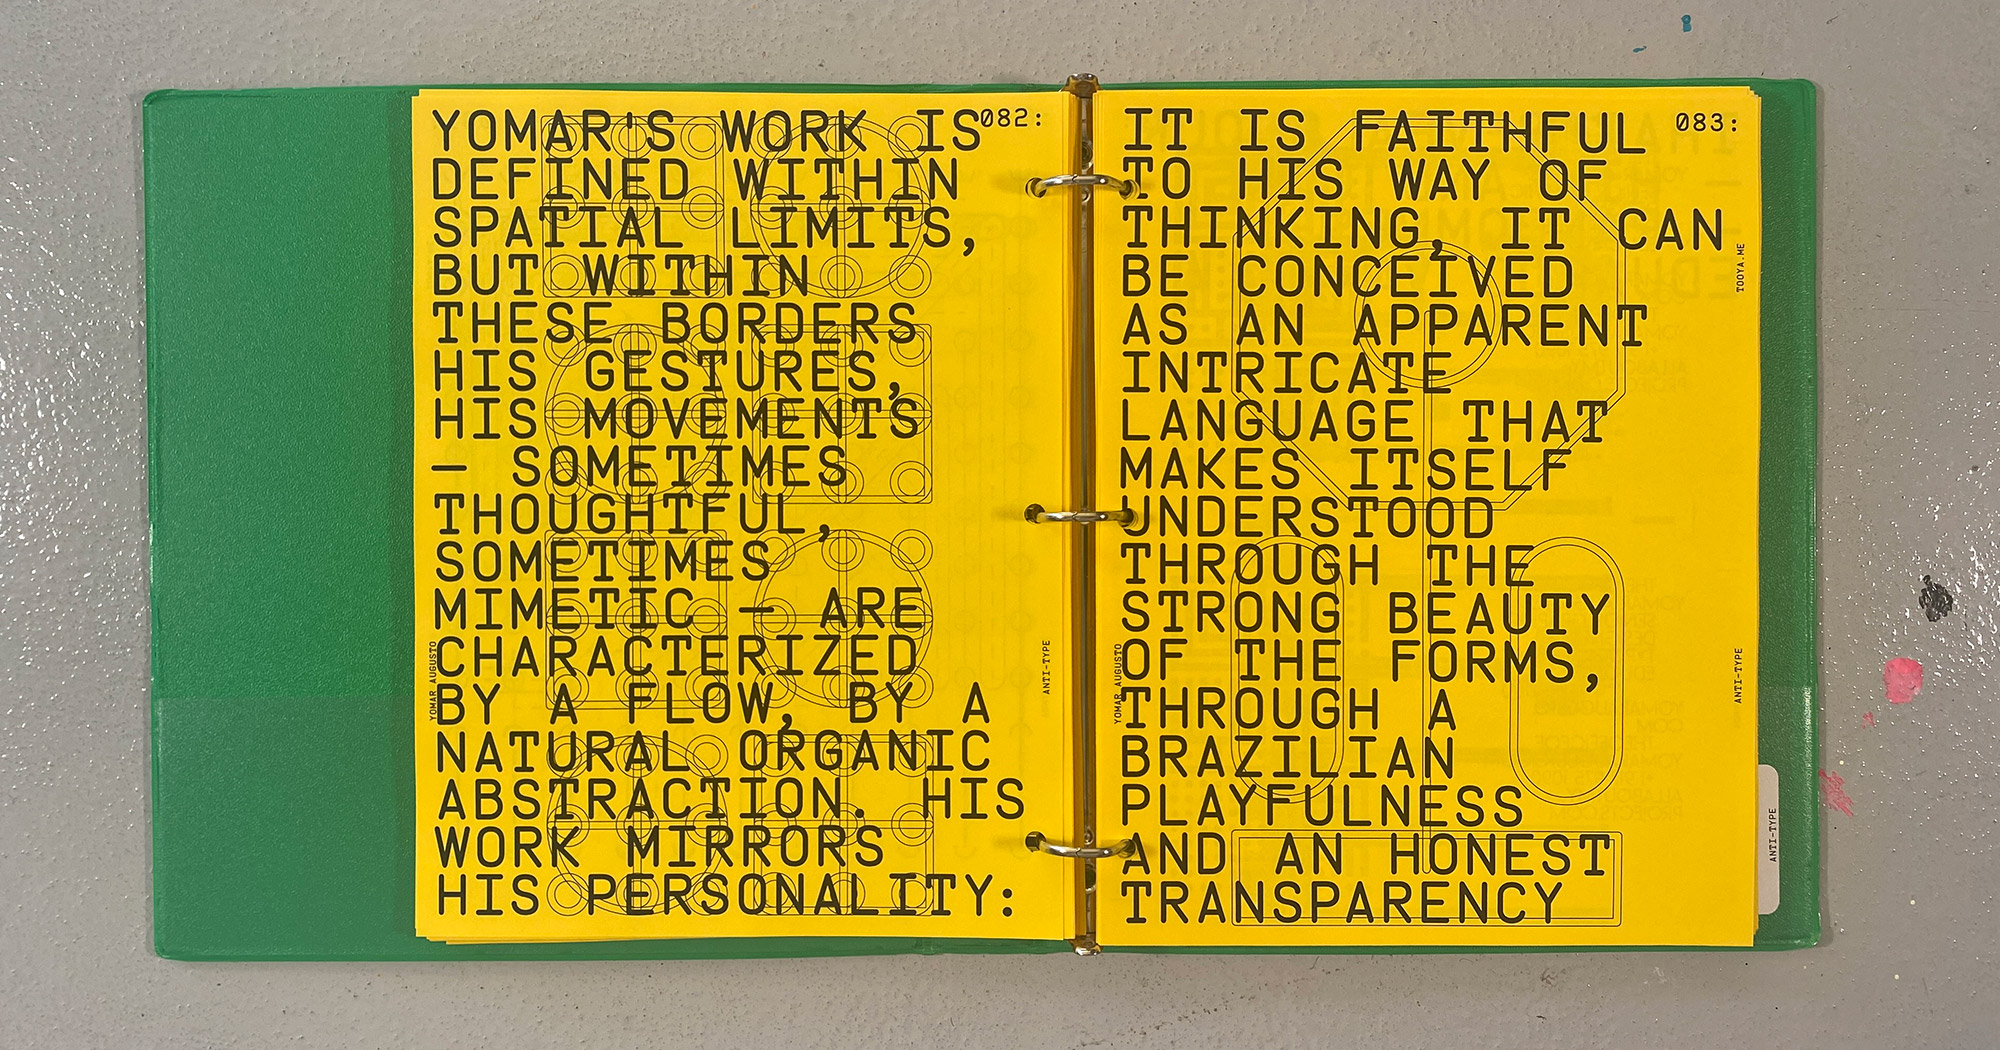 YOMAR'S WORK IS
082:
DEFINED WITHIN
SPATIAL LIMITS,
BUT WITHIN
THESE BORDERS
HIS GESTURES,
HIS MOVEMENTS
— SOMETIMES
THOUGHTFUL,
SOMETIMES
MIMETIC — ARE
CHARACTERIZED
BY A FLOW, BY A
NATURAL ORGANIC
ABSTRACTION. HIS
WORK MIRRORS
HIS PERSONALITY:
YOMAR AUGUSTO
ANTI-TYPE
IT IS FAITHFUL
083:
TO HIS WAY OF
THINKING, IT CAN
BE CONCEIVED
AS AN APPARENT
INTRICATE
LANGUAGE THAT
MAKES ITSELF
UNDERSTOOD
THROUGH THE
STRONG BEAUTY
OF THE FORMS,
THROUGH A
BRAZILIAN
PLAYFULNESS
AND AN HONEST
TRANSPARENCY
YOMAR AUGUSTO
TOOYA.ME
ANTI-TYPE
ANTI-TYPE